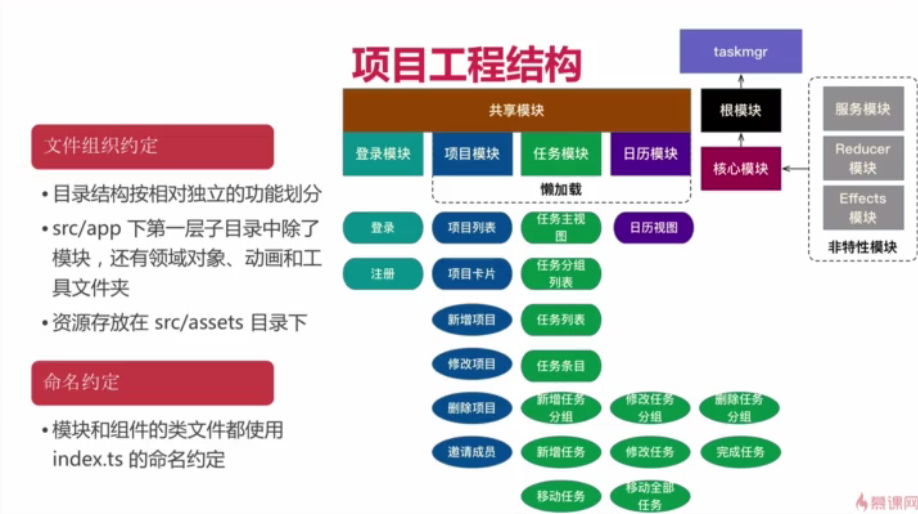 项目工程结构
文件组织约定
•目录结构按相对独立的功能划分
•src/app 下第一层子目录中除了
模块，还有领域对象、动画和工
具文件夹
•资源存放在 src/assets 目录下
命名约定
•模块和组件的类文件都使用
index.ts 的命名约定
taskmgr
共享模块
根模块
服务模块
登录模块
项目模块
任务模块
日历模块
核心模块
Reducer
模块
懒加载
Effects
模块
非特性模块
登录
项目列表
任务主视
图
日历视图
注册
项目卡片
任务分组
列表
新增项目
任务列表
修改项目
任务条目
删除项目
新增任务
分组
修改任务
分组
删除任务
分组
邀请成员
新增任务
修改任务
完成任务
移动任务
移动全部
任务
慕课网